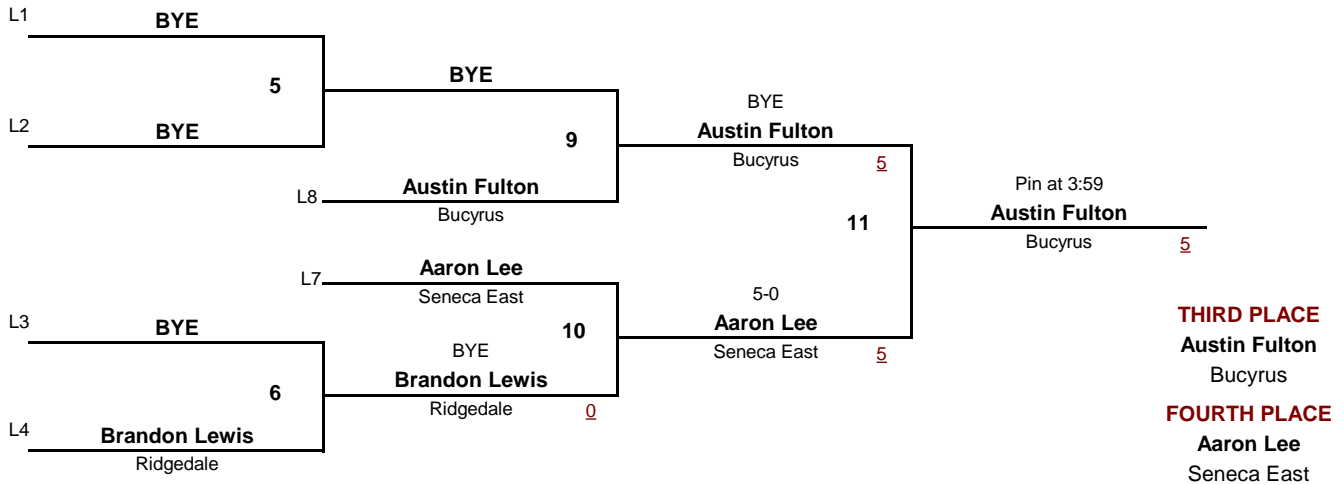 L1
BYE
5
BYE
L2
BYE
9
BYE
Austin Fulton
Bucyrus
5
L8
Austin Fulton
Bucyrus
11
Pin at 3:59
Austin Fulton
Bucyrus
5
L7
Aaron Lee
Seneca East
10
5-0
Aaron Lee
Seneca East
5
L3
BYE
6
BYE
Brandon Lewis
Ridgedale
0
L4
Brandon Lewis
Ridgedale
THIRD PLACE
Austin Fulton
Bucyrus
FOURTH PLACE
Aaron Lee
Seneca East